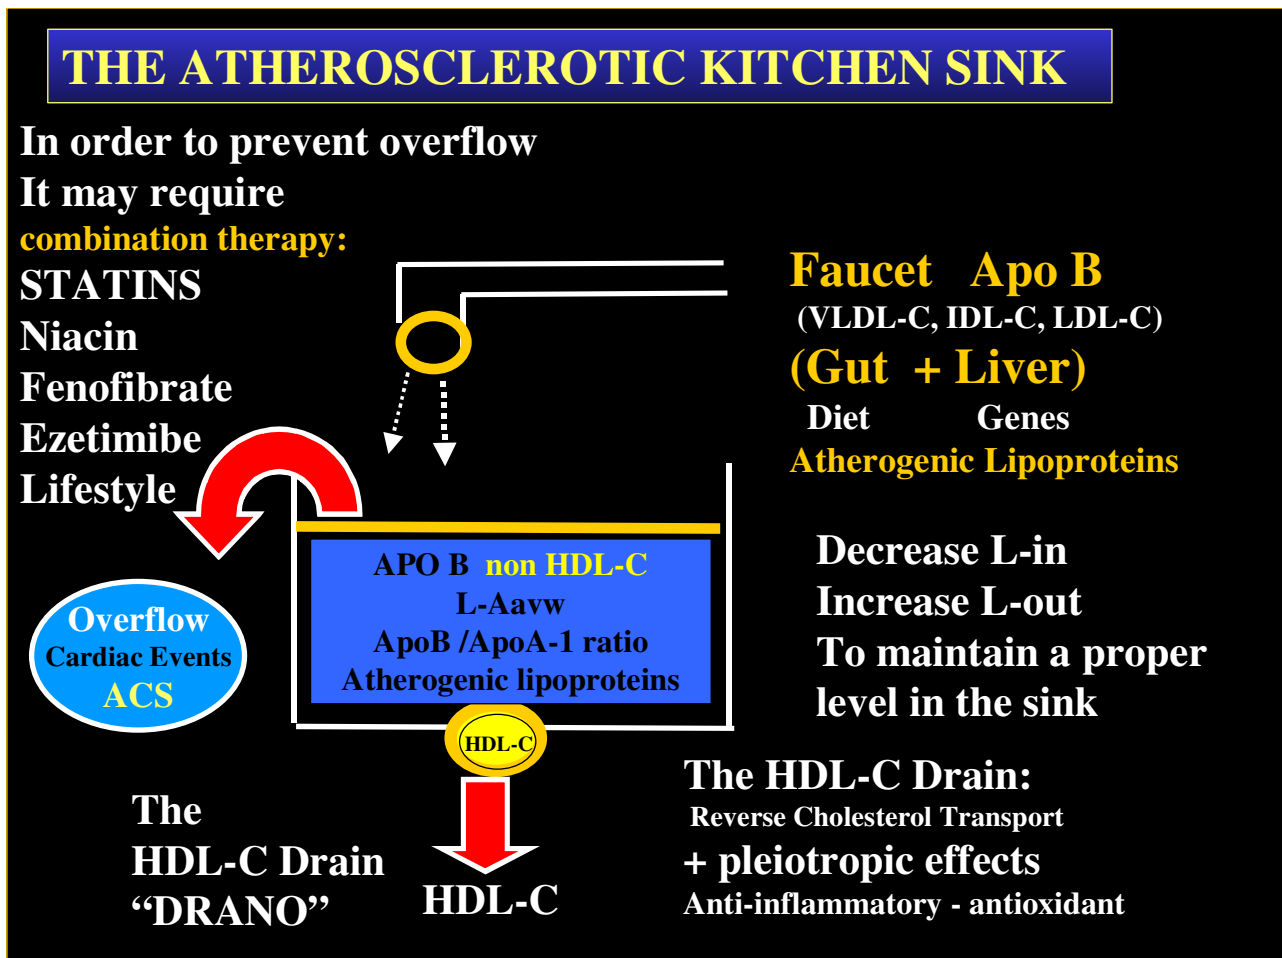 THE ATHEROSCLEROTIC KITCHEN SINK
In order to prevent overflow
It may require
combination therapy:
STATINS
Niacin
Fenofibrate
Ezetimibe
Lifestyle
Faucet Apo B
(VLDL-C, IDL-C, LDL-C)
(Gut + Liver)
Diet Genes
Atherogenic Lipoproteins
APO B non HDL-C
L-Aavw
ApoB /ApoA-1 ratio
Atherogenic lipoproteins
Overflow
Cardiac Events
ACS
Decrease L-in
Increase L-out
To maintain a proper
level in the sink
HDL-C
The
HDL-C Drain
“DRANO”
HDL-C
The HDL-C Drain:
Reverse Cholesterol Transport
+ pleiotropic effects
Anti-inflammatory - antioxidant